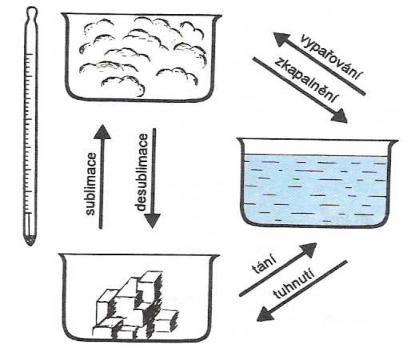 vypařování
zkapalnění
sublimace
desublimace
tání
tuhnutí